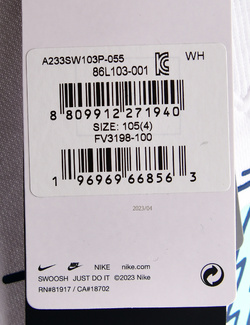 A233SW103P-055 WH
86L103-001
8 809912 271940
SIZE: 105(4)
FV3198-100
1 96969 66856 3
2023/04
NIKE nike.com
SWOOSH JUST DO IT ©2023 Nike
RN#81917 / CA#18702